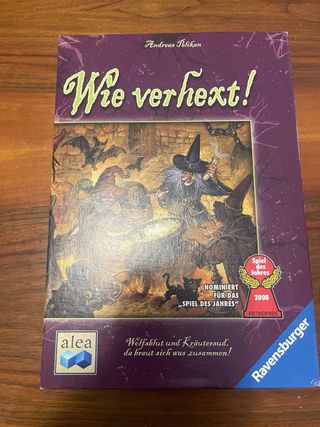 Andreas Pelikan
Wie verhext!
Spiel
des
Jahres
2008
KRITIKERPREIS
NOMINIERT
FÜR DAS
„SPIEL DES JAHRES"
alea
Wolfsblut und Kräutersud,
da braut sich was zusammen!
Ravensburger